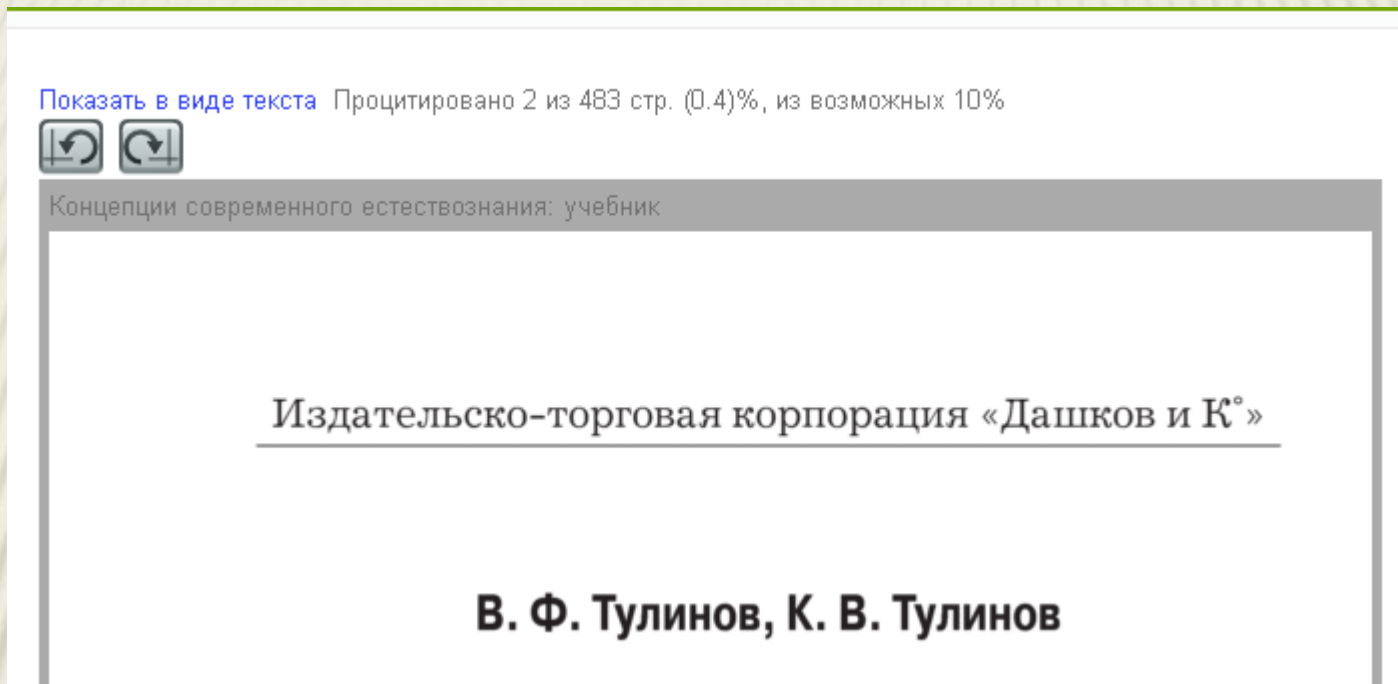 Показать в виде текста Процитировано 2 из 483 стр. (0.4)%, из возможных 10%
Концепции современного естествознания: учебник
Издательско-торговая корпорация «Дашков и К°»
В. Ф. Тулинов, К. В. Тулинов